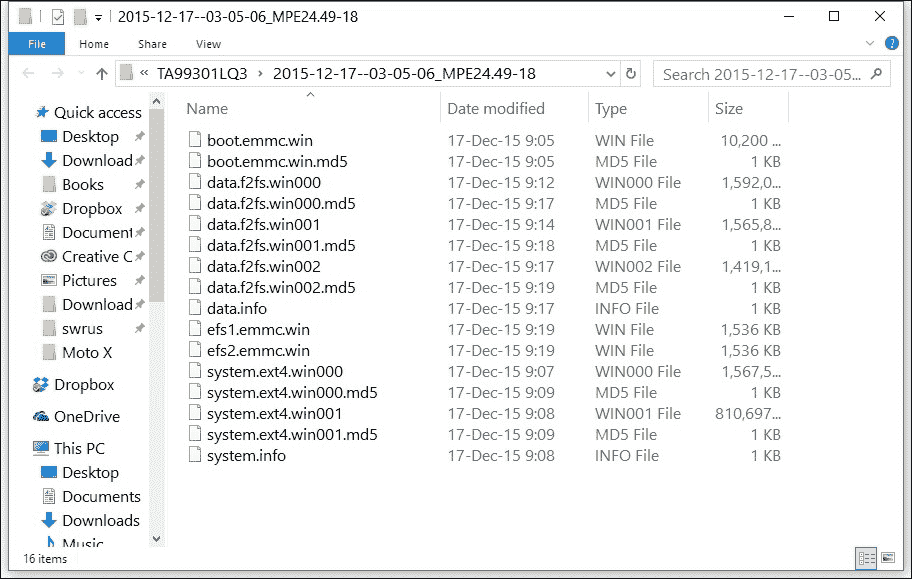 2015-12-17--03-05-06_MPE24.49-18
File Home Share View
« TA99301LQ3 › 2015-12-17--03-05-06_MPE24.49-18 Search 2015-12-17--03-05...
Name Date modified Type Size
Quick access
Desktop
Download
Books
Dropbox
Document
Creative C
Pictures
Download
swrus
Moto X
Dropbox
OneDrive
This PC
Desktop
Documents
Downloads
Music
boot.emmc.win 17-Dec-15 9:05 WIN File 10,200 ...
boot.emmc.win.md5 17-Dec-15 9:05 MD5 File 1 KB
data.f2fs.win000 17-Dec-15 9:12 WIN000 File 1,592,0...
data.f2fs.win000.md5 17-Dec-15 9:17 MD5 File 1 KB
data.f2fs.win001 17-Dec-15 9:14 WIN001 File 1,565,8...
data.f2fs.win001.md5 17-Dec-15 9:18 MD5 File 1 KB
data.f2fs.win002 17-Dec-15 9:17 WIN002 File 1,419,1...
data.f2fs.win002.md5 17-Dec-15 9:19 MD5 File 1 KB
data.info 17-Dec-15 9:17 INFO File 1 KB
efs1.emmc.win 17-Dec-15 9:19 WIN File 1,536 KB
efs2.emmc.win 17-Dec-15 9:19 WIN File 1,536 KB
system.ext4.win000 17-Dec-15 9:07 WIN000 File 1,567,5...
system.ext4.win000.md5 17-Dec-15 9:09 MD5 File 1 KB
system.ext4.win001 17-Dec-15 9:08 WIN001 File 810,697...
system.ext4.win001.md5 17-Dec-15 9:09 MD5 File 1 KB
system.info 17-Dec-15 9:08 INFO File 1 KB
16 items